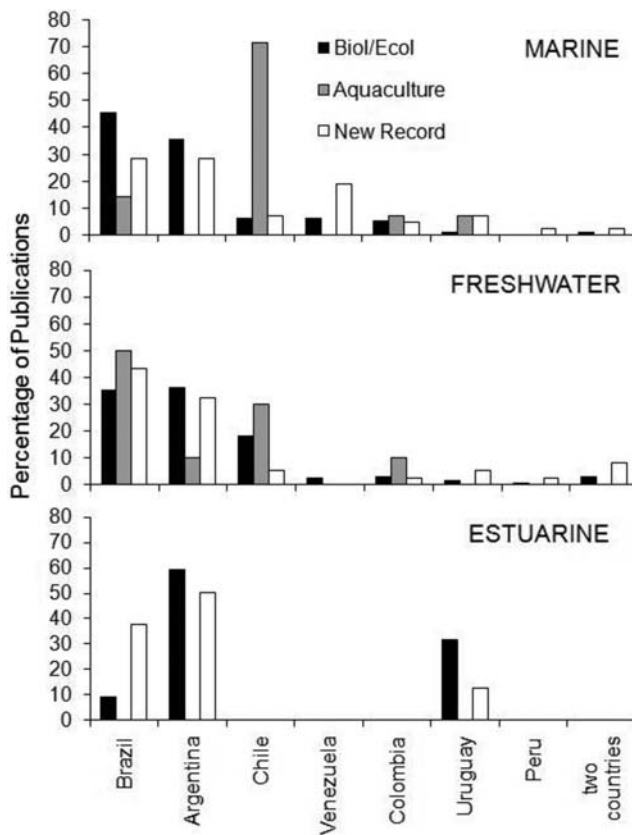 Percentage of Publications
80
70
60
50
40
30
20
10
0
MARINE
Biol/Ecol
Aquaculture
New Record
80
70
60
50
40
30
20
10
0
FRESHWATER
80
70
60
50
40
30
20
10
0
ESTUARINE
Brazil
Argentina
Chile
Venezuela
Colombia
Uruguay
Peru
two
countries